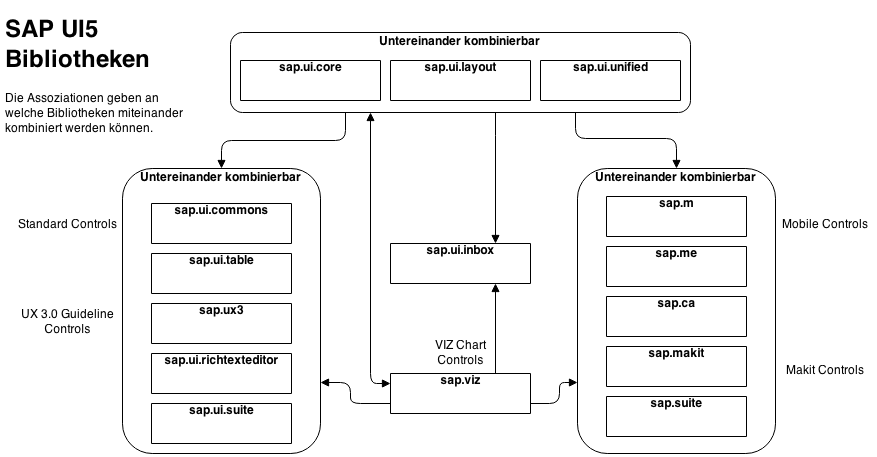 SAP UI5
Bibliotheken
Die Assoziationen geben an
welche Bibliotheken miteinander
kombiniert werden können.
Untereinander kombinierbar
sap.ui.core
sap.ui.layout
sap.ui.unified
Untereinander kombinierbar
Standard Controls
sap.ui.commons
sap.ui.table
UX 3.0 Guideline
Controls
sap.ux3
sap.ui.richtexteditor
sap.ui.suite
sap.ui.inbox
VIZ Chart
Controls
sap.viz
Untereinander kombinierbar
sap.m
Mobile Controls
sap.me
sap.ca
sap.makit
Makit Controls
sap.suite